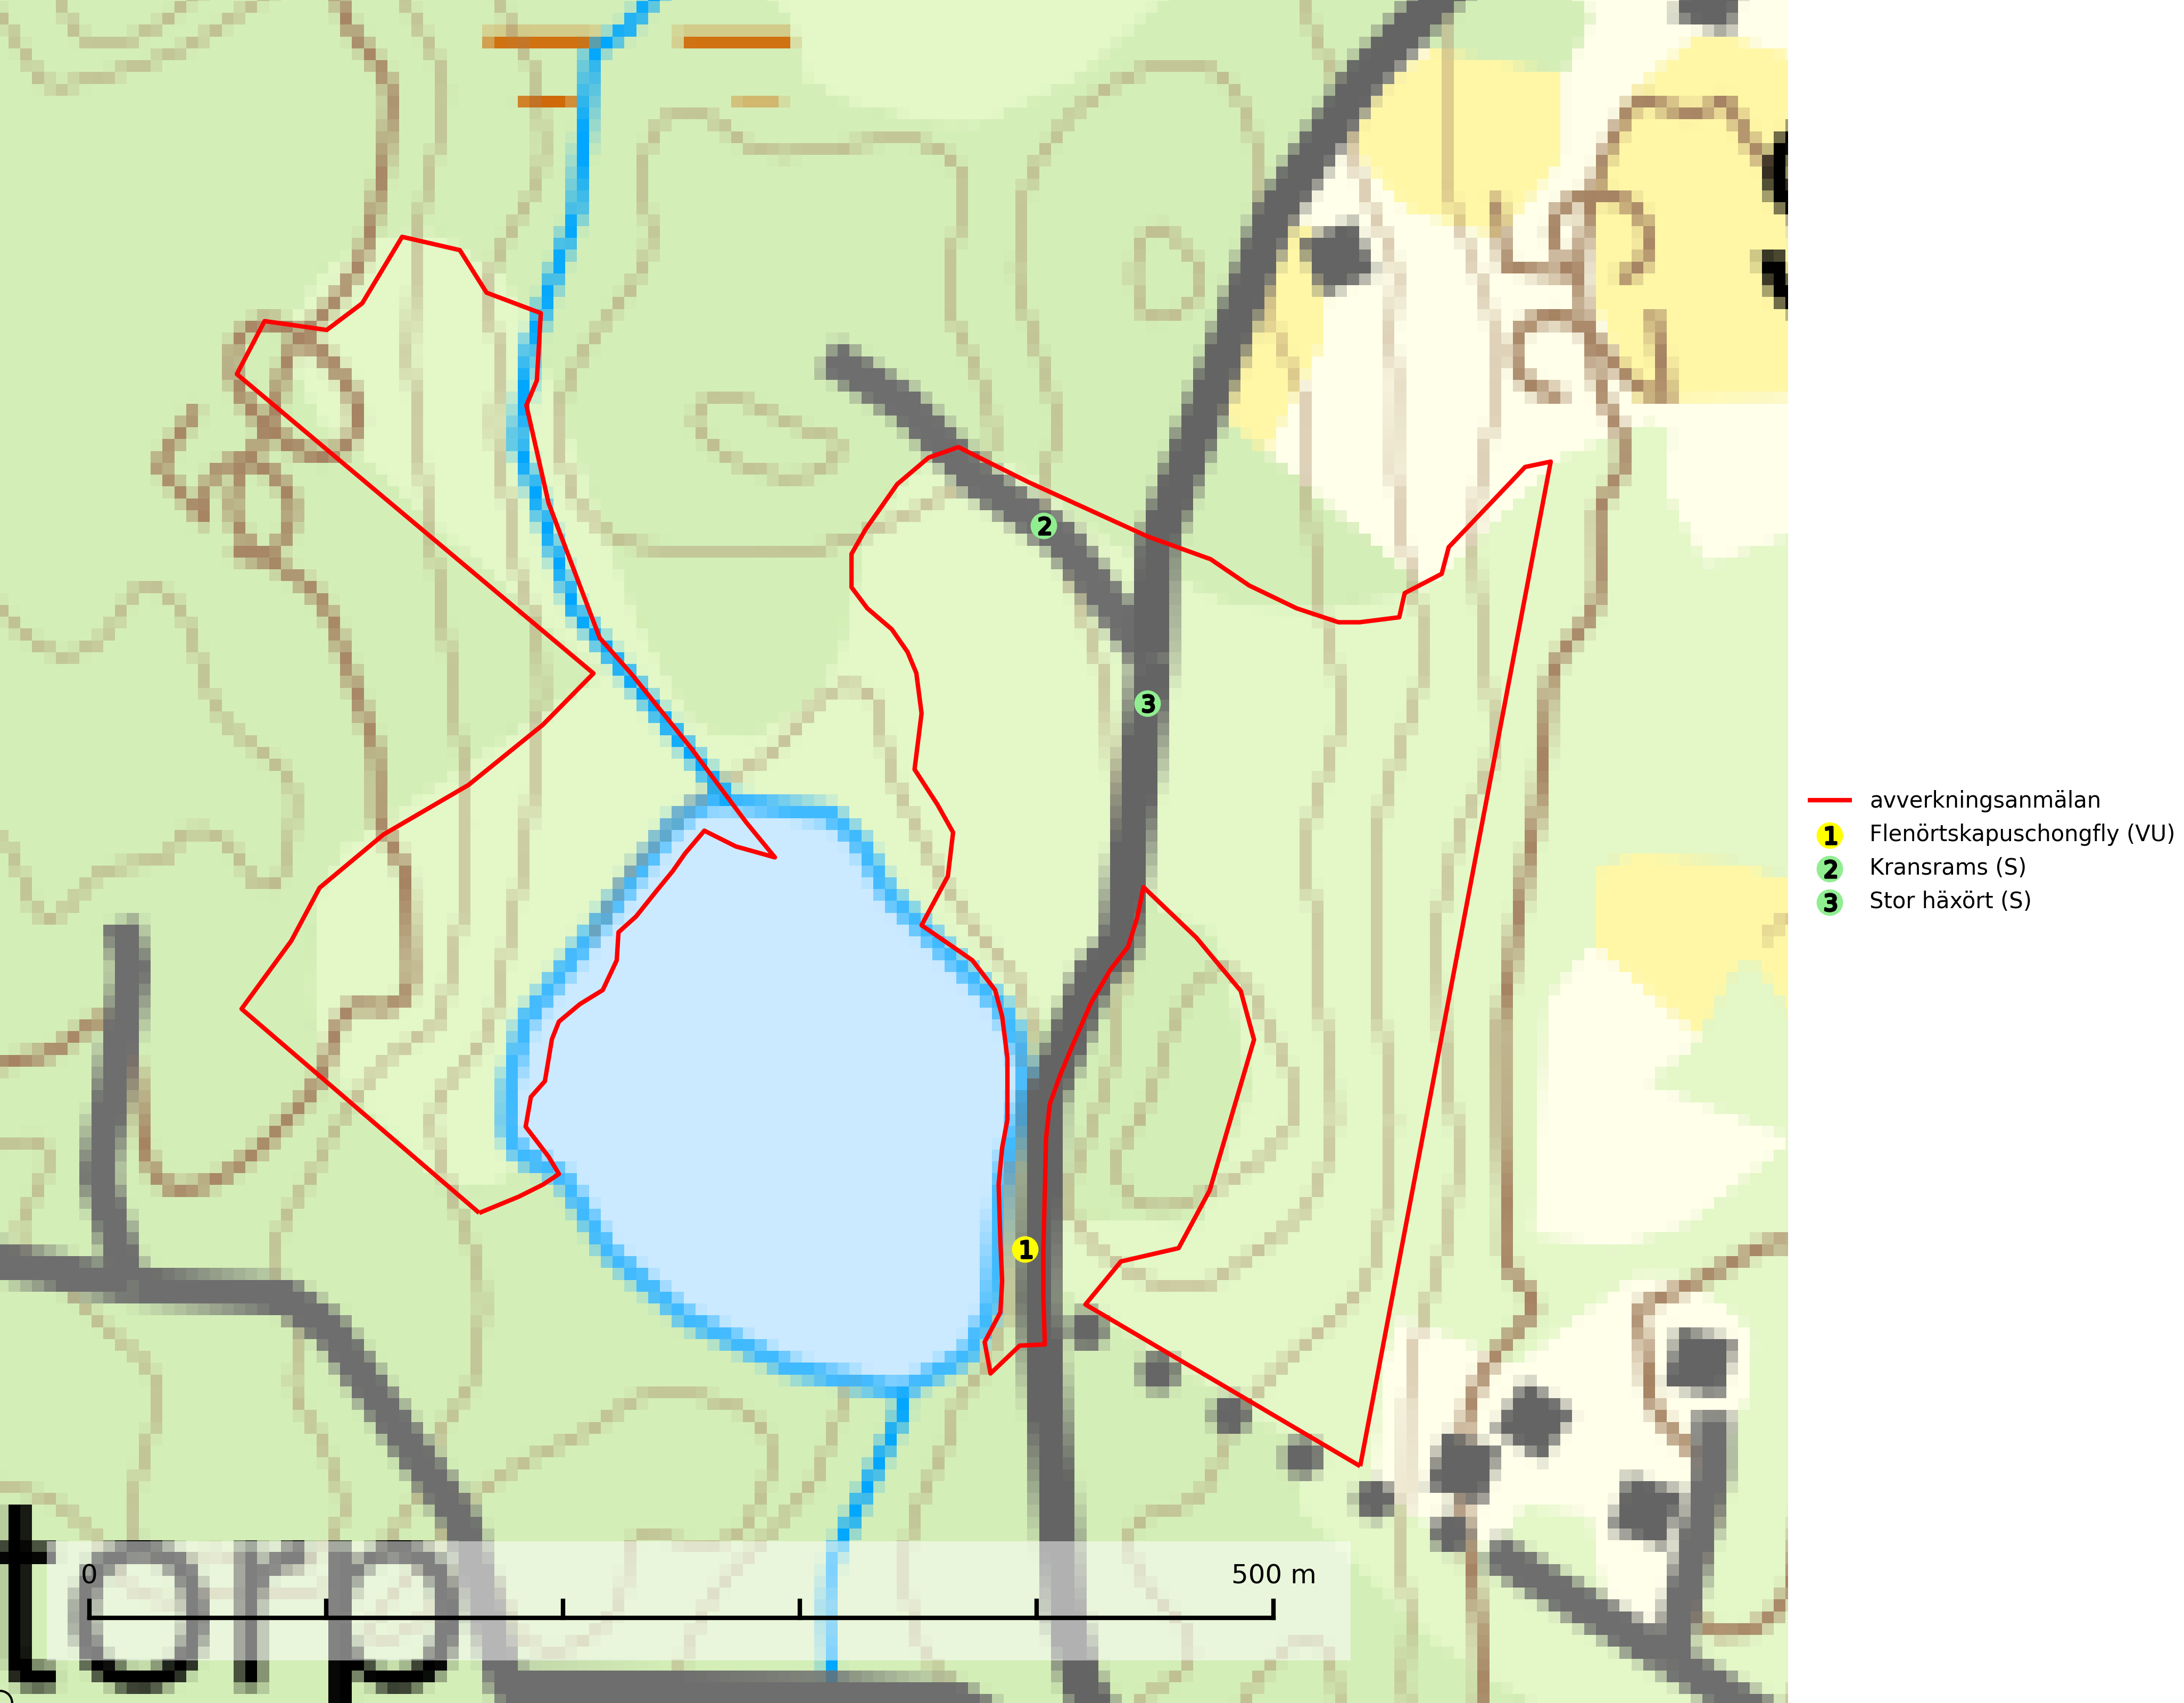 2
3
avverkningsanmälan
1 Flenörtskapuschongfly (VU)
2 Kransrams (S)
3 Stor häxört (S)
1
torp
0 500 m